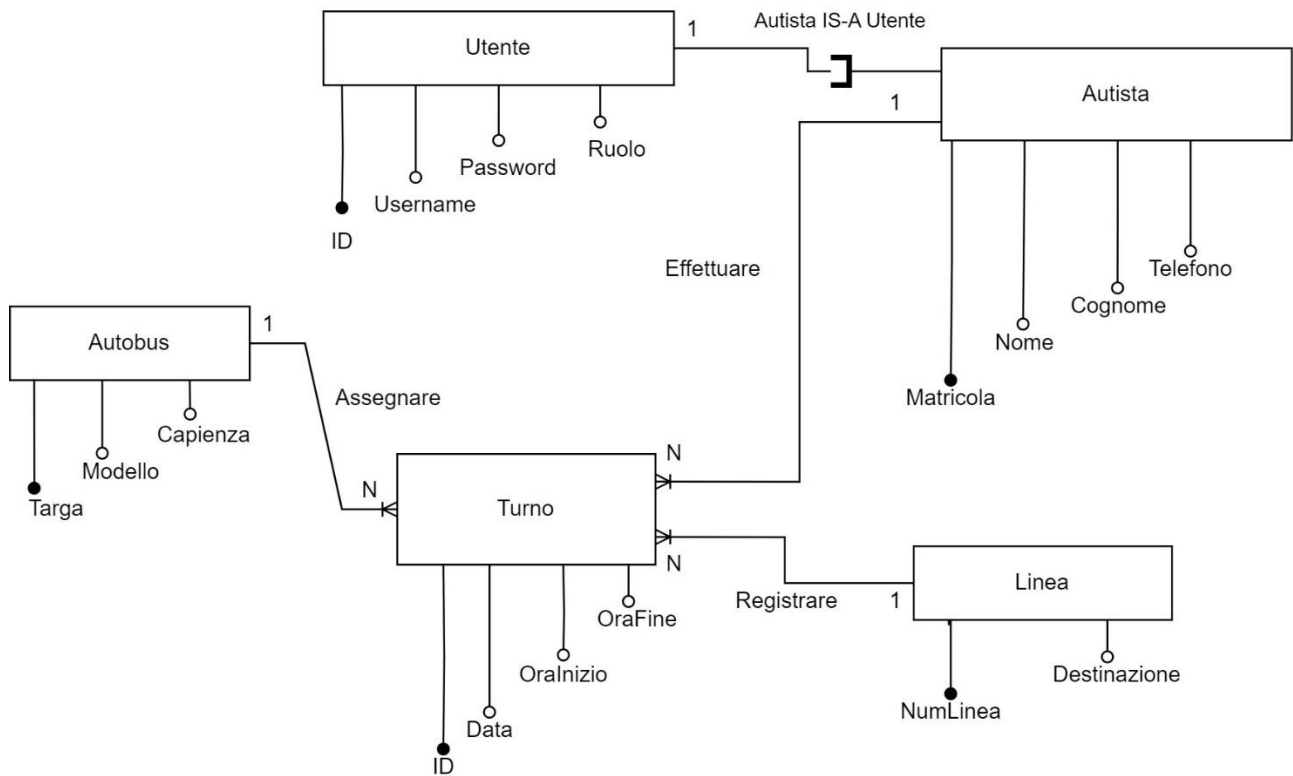 1
Autista IS-A Utente
Utente
Autista
1
Ruolo
Password
Username
ID
Effettuare
Telefono
Cognome
Nome
Matricola
1
Autobus
Assegnare
Capienza
Modello
Targa
N
N
Turno
N
Linea
1
Registrare
OraFine
OraInizio
Data
ID
Destinazione
NumLinea